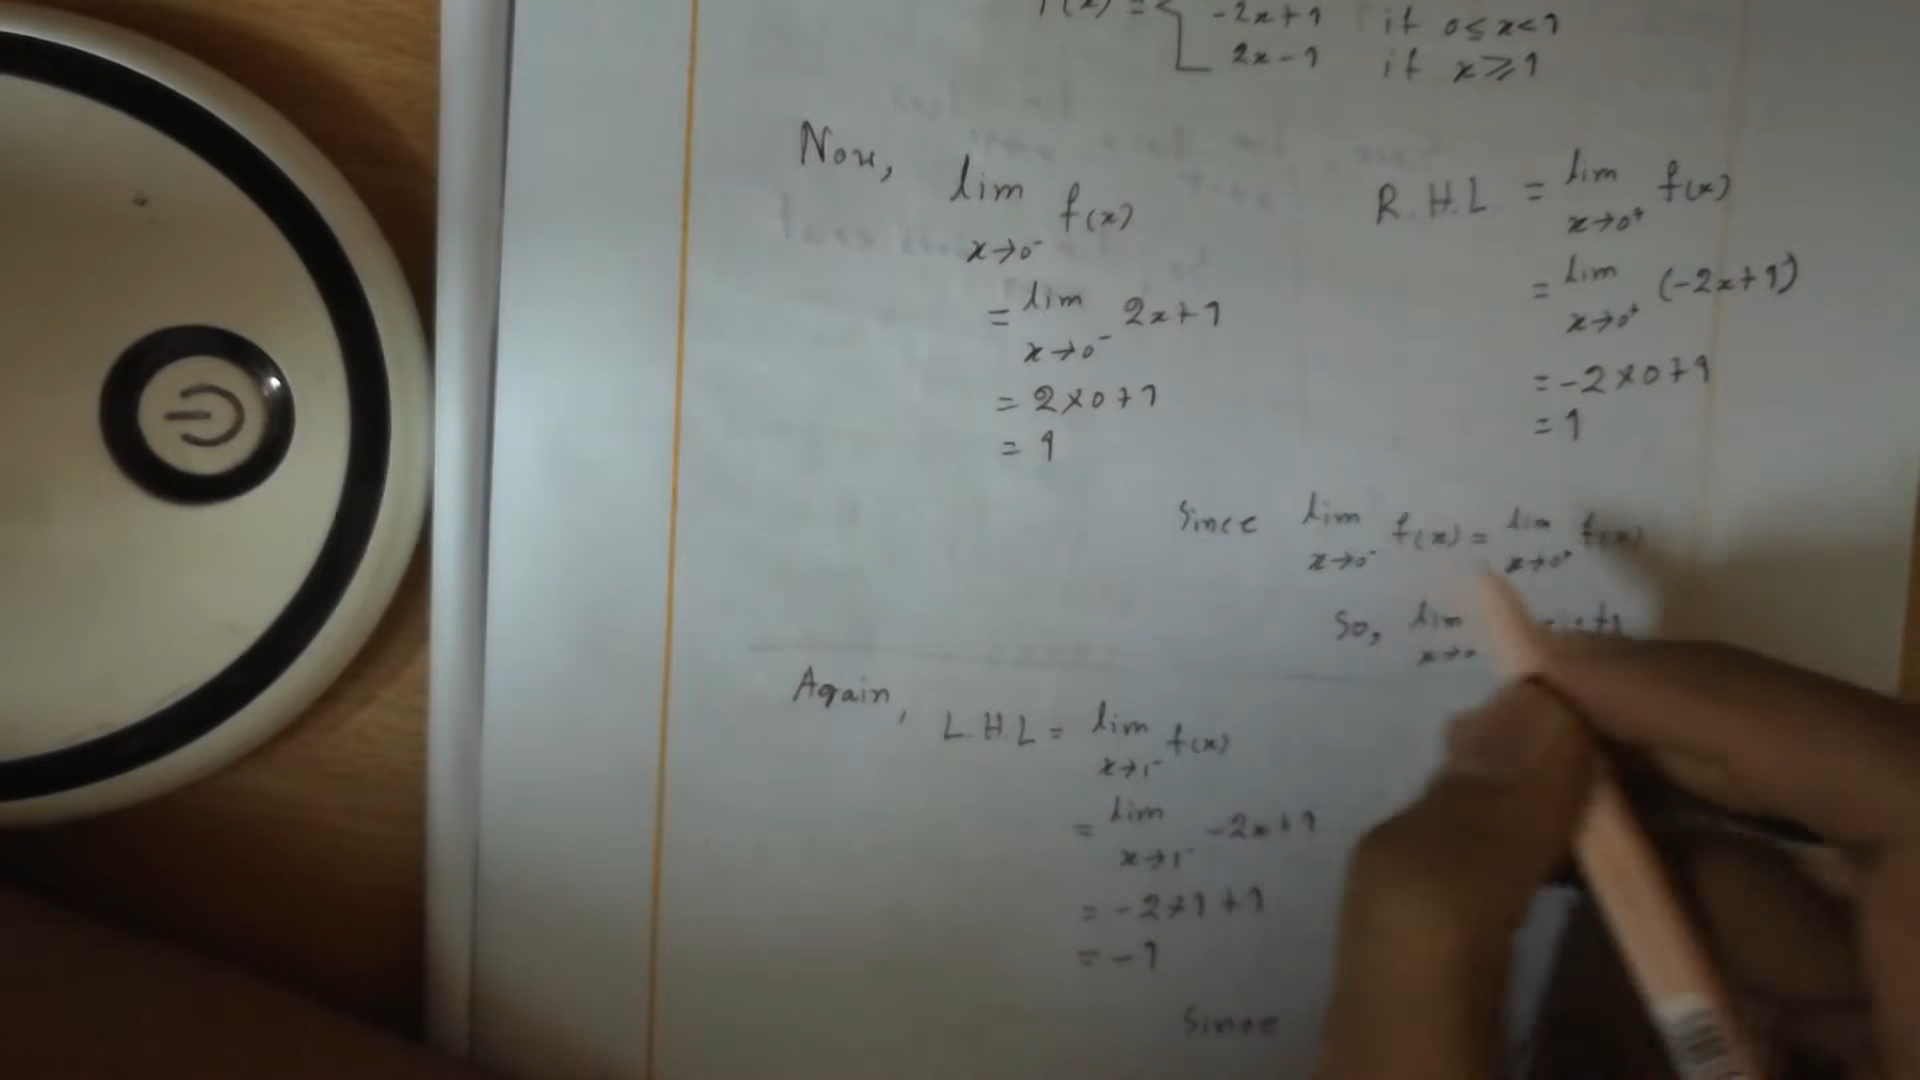 f(x) = { -2x+1 if 0≤x<1
2x-1 if x≥1
Now, lim x→0⁻ f(x)
= lim x→0⁻ 2x+1
= 2×0+1
= 1
R.H.L = lim x→0⁺ f(x)
= lim x→0⁺ (-2x+1)
= -2×0+1
= 1
Since lim x→0⁻ f(x) = lim x→0⁺ f(x)
So, lim x→0
Again, L.H.L = lim x→1⁻ f(x)
= lim x→1⁻ -2x+1
= -2×1+1
= -1
Since